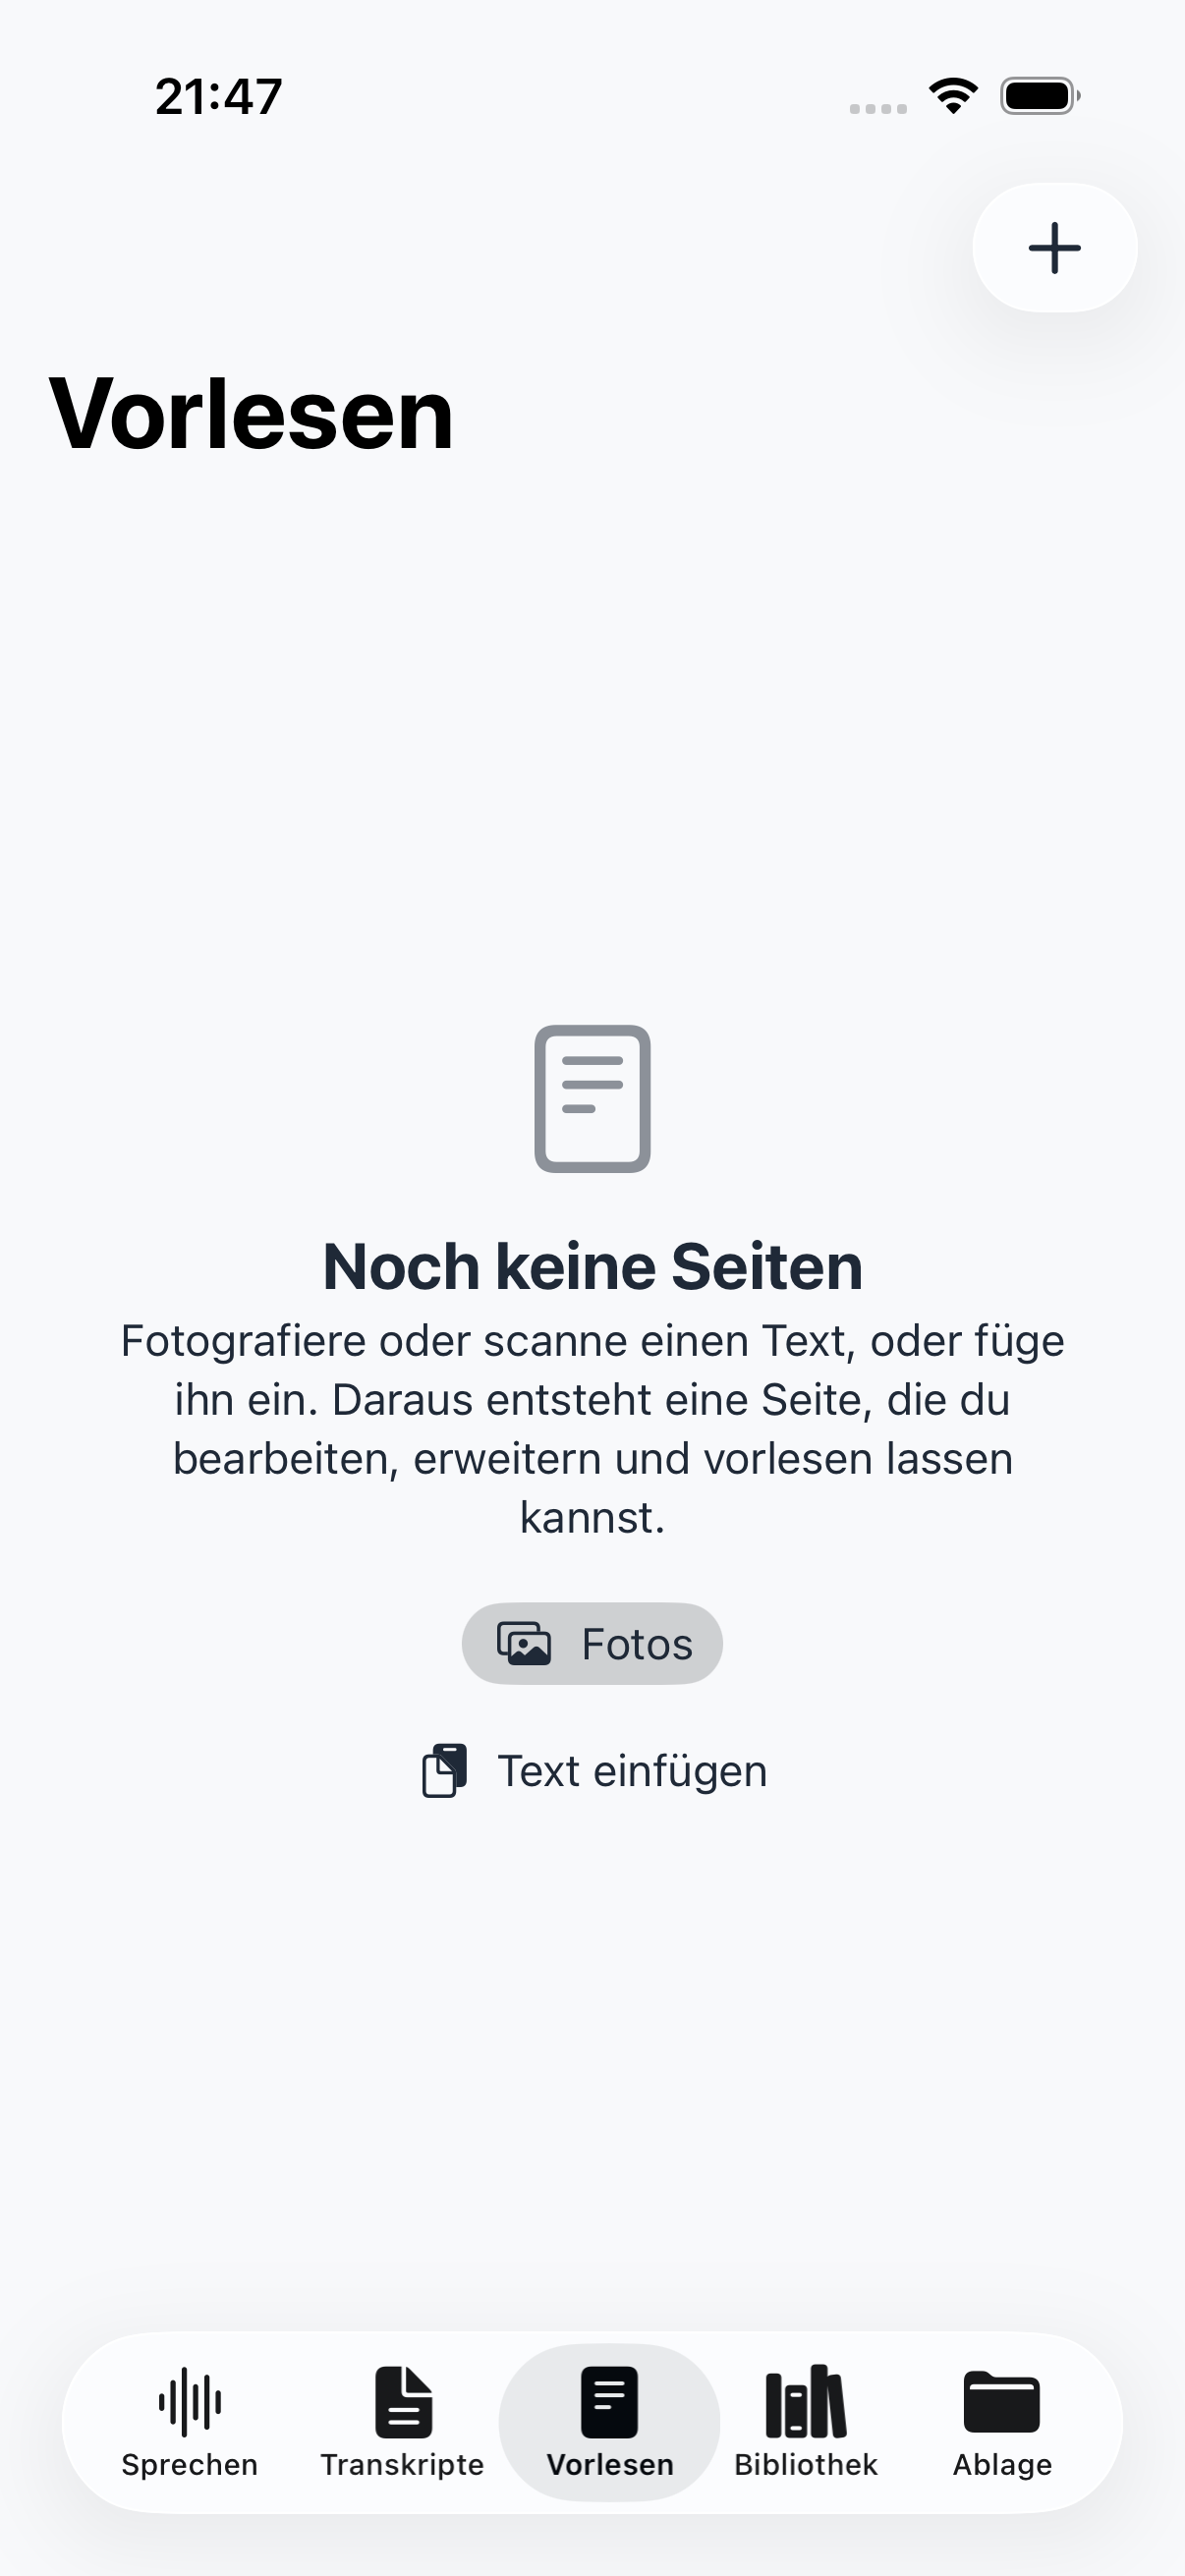 21:47
Vorlesen
Noch keine Seiten
Fotografiere oder scanne einen Text, oder füge
ihn ein. Daraus entsteht eine Seite, die du
bearbeiten, erweitern und vorlesen lassen
kannst.
Fotos
Text einfügen
Sprechen
Transkripte
Vorlesen
Bibliothek
Ablage